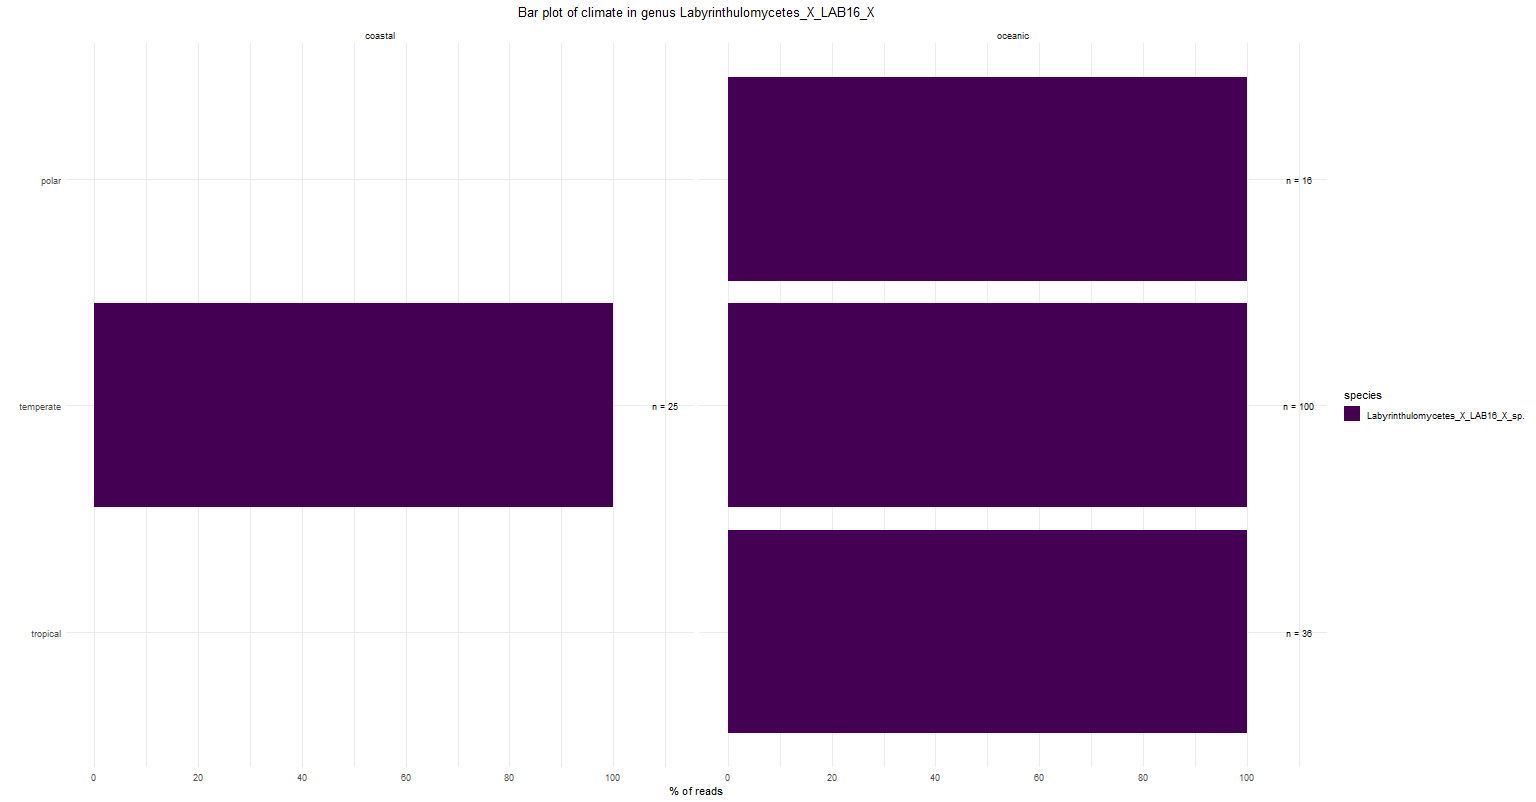 Bar plot of climate in genus Labyrinthulomycetes_X_LAB16_X
coastal
oceanic
polar
n = 16
temperate
n = 25
n = 100
tropical
n = 36
species
Labyrinthulomycetes_X_LAB16_X_sp.
0 20 40 60 80 100
0 20 40 60 80 100
% of reads